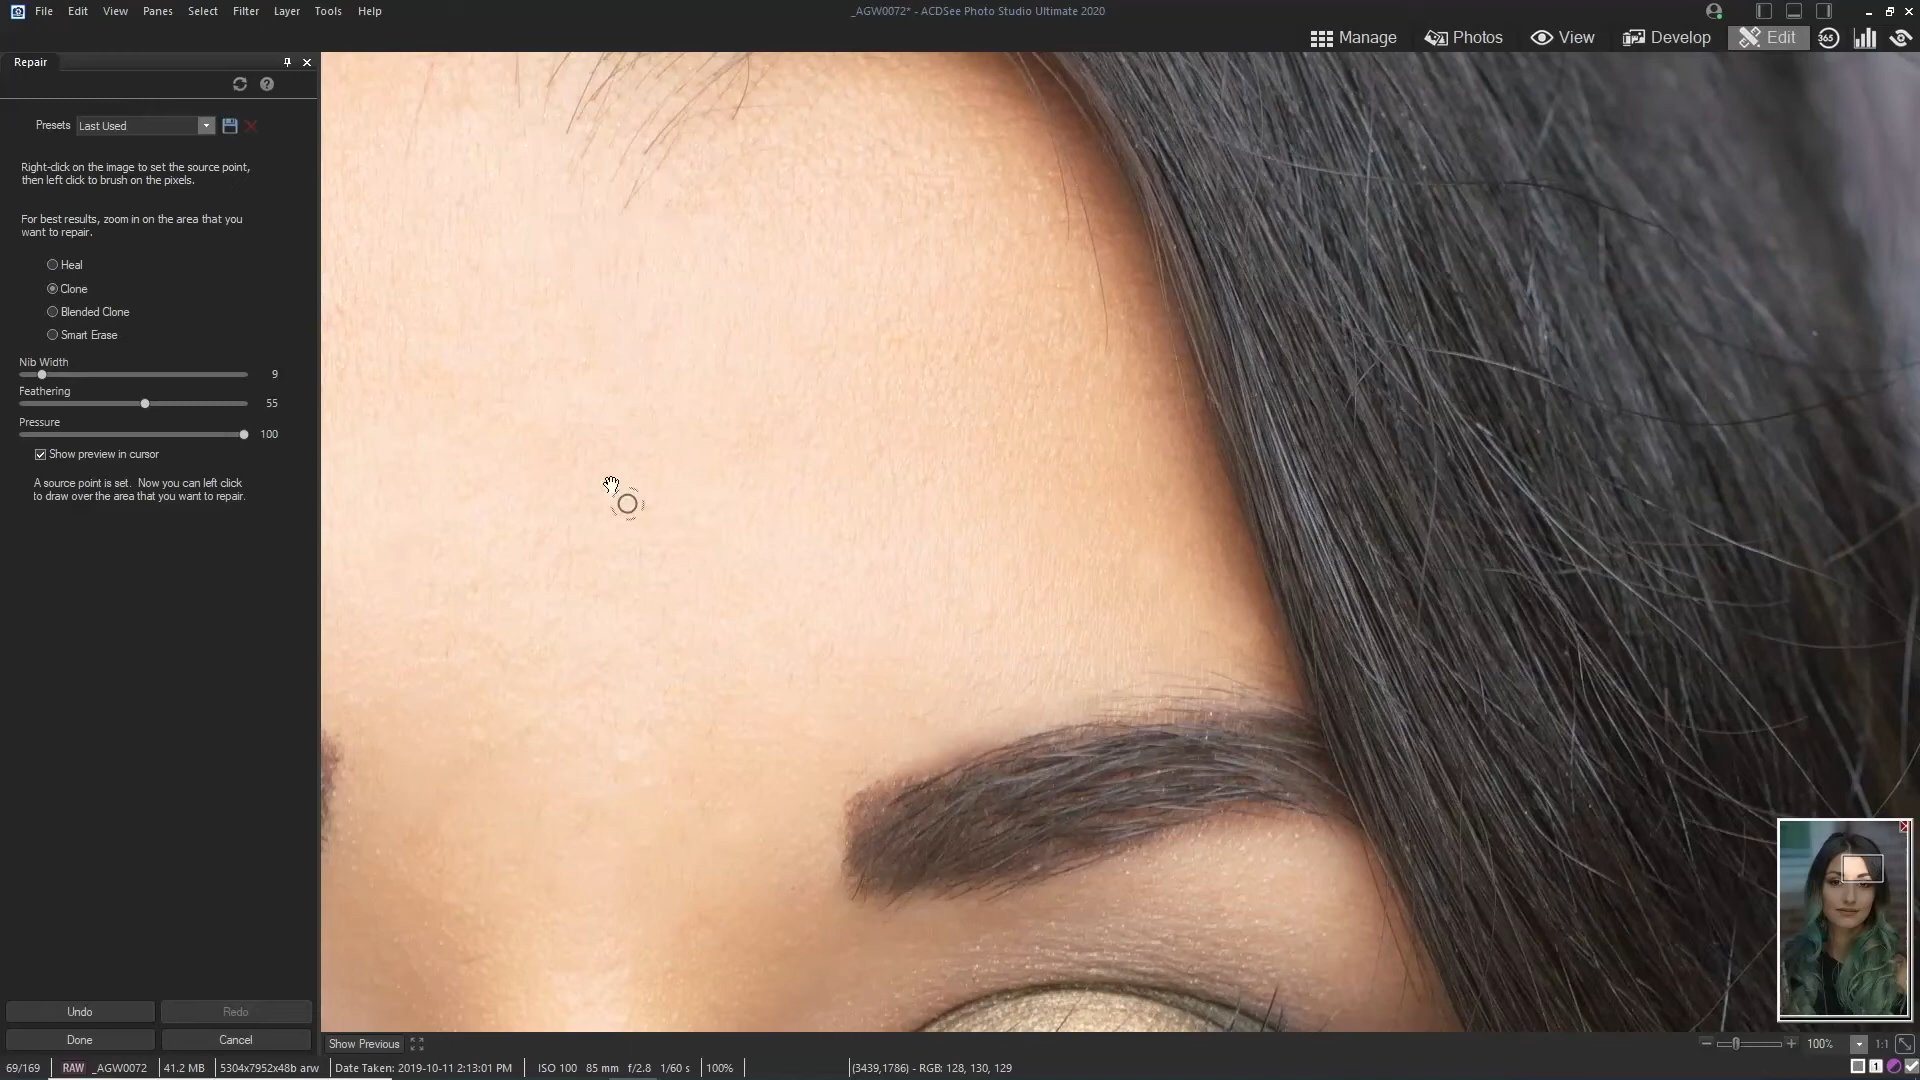 File Edit View Panes Select Filter Layer Tools Help
_AGW0072* - ACDSee Photo Studio Ultimate 2020
Manage Photos View Develop Edit 365
Repair
Presets Last Used
Right-click on the image to set the source point,
then left click to brush on the pixels.
For best results, zoom in on the area that you
want to repair.
Heal
Clone
Blended Clone
Smart Erase
Nib Width
9
Feathering
55
Pressure
100
Show preview in cursor
A source point is set. Now you can left click
to draw over the area that you want to repair.
Undo Redo
Done Cancel
Show Previous
100% 1:1
69/169 RAW _AGW0072 41.2 MB 5304x7952x48b arw Date Taken: 2019-10-11 2:13:01 PM ISO 100 85 mm f/2.8 1/60 s 100% (3439,1786) - RGB: 128, 130, 129 1